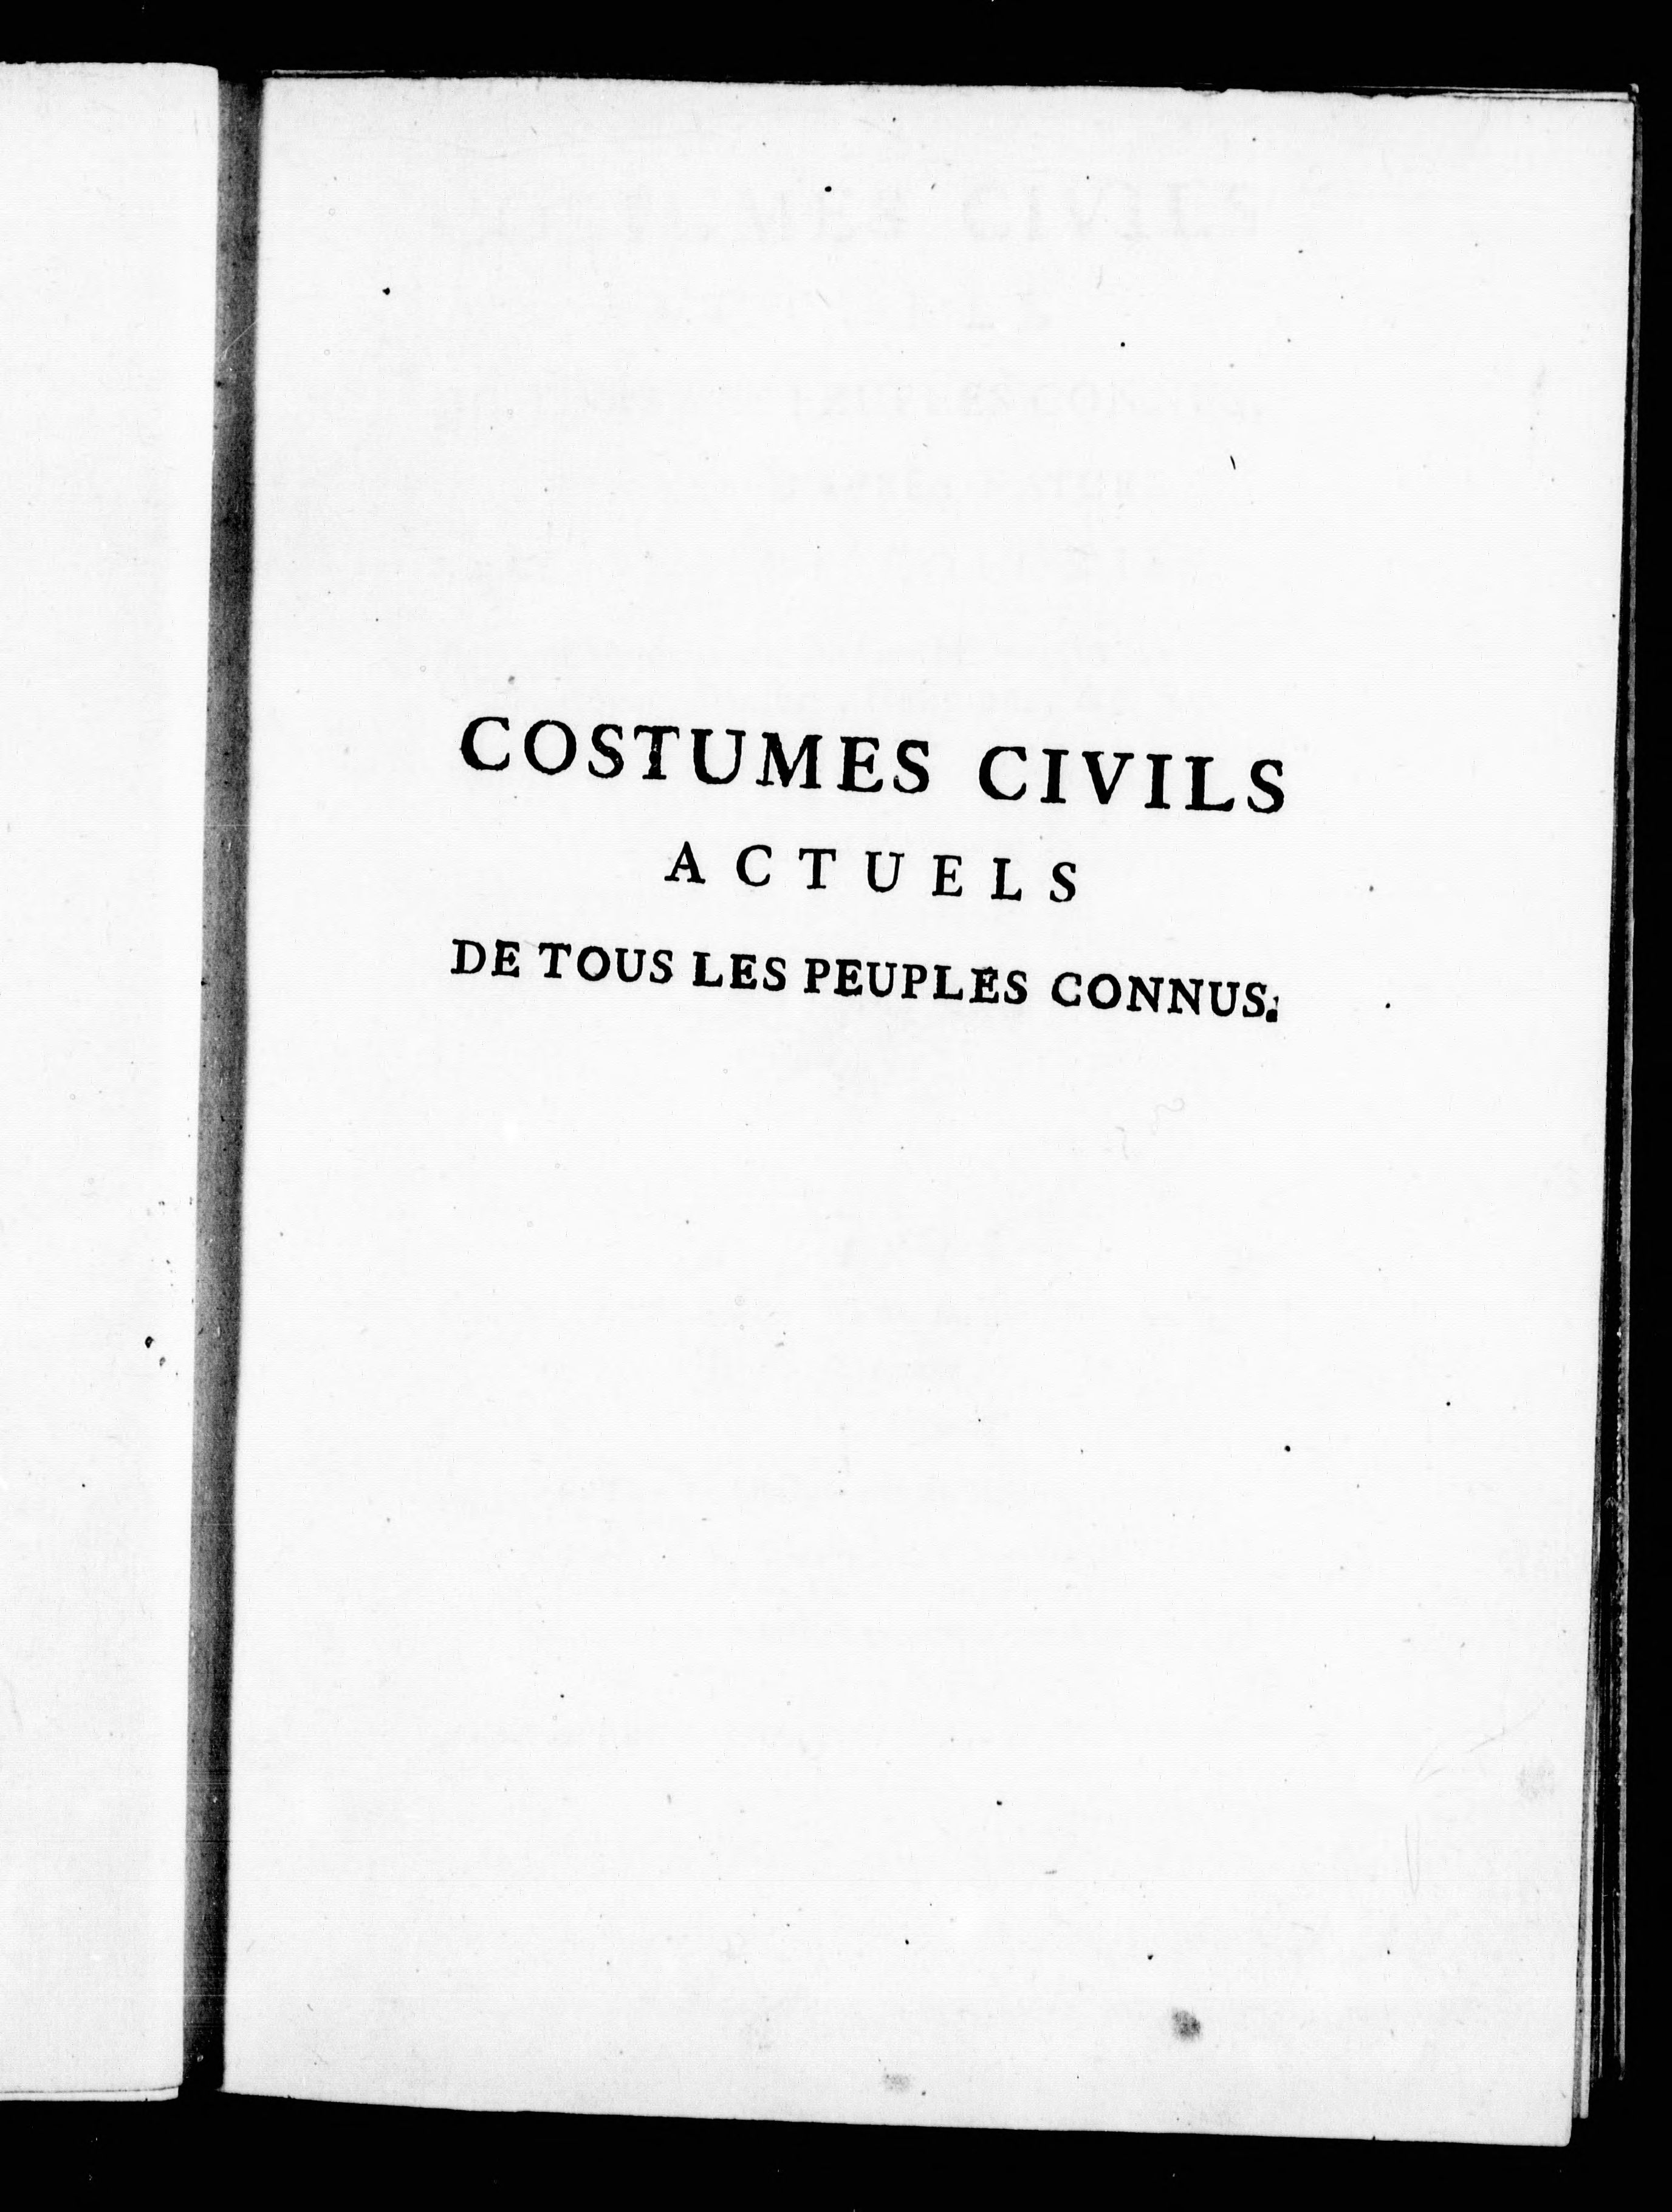 COSTUMES CIVILS
ACTUELS
DE TOUS LES PEUPLES CONNUS.